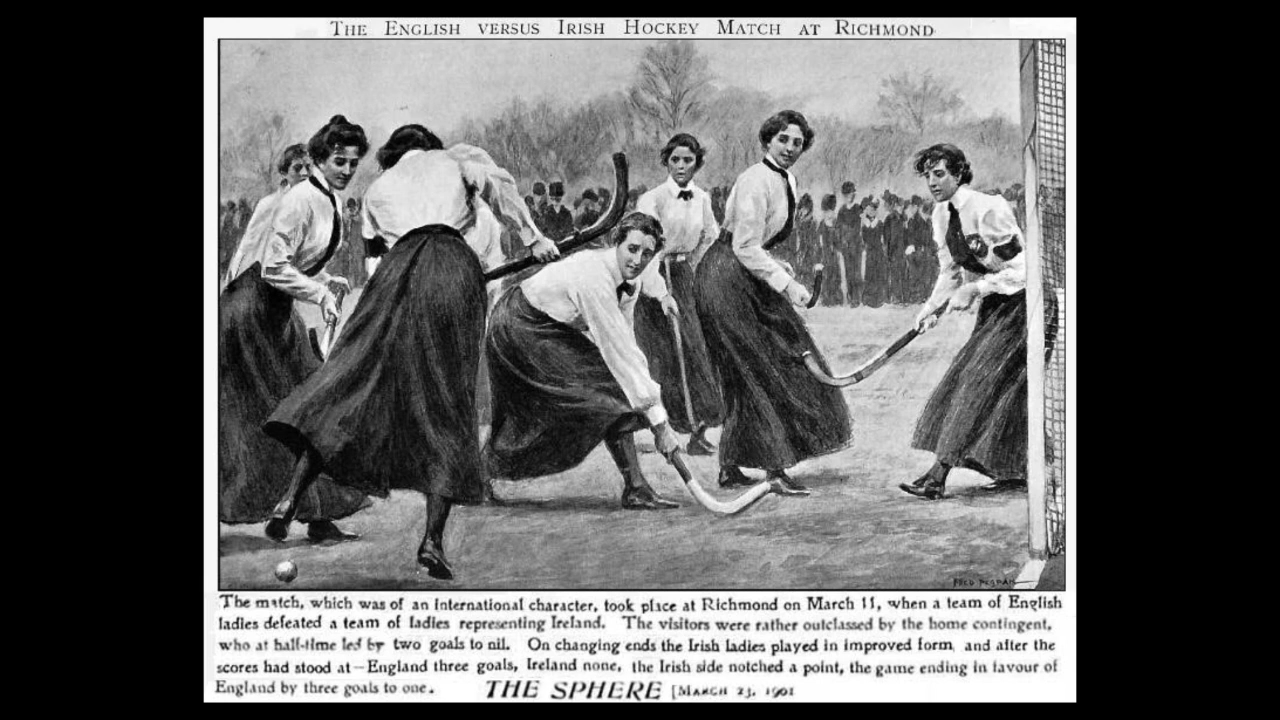 The English versus Irish Hockey Match at Richmond
FRED PEGRAM
The match, which was of an international character, took place at Richmond on March 11, when a team of English
ladies defeated a team of ladies representing Ireland. The visitors were rather outclassed by the home contingent,
who at half-time led by two goals to nil. On changing ends the Irish ladies played in improved form and after the
scores had stood at—England three goals, Ireland none, the Irish side notched a point, the game ending in favour of
England by three goals to one. THE SPHERE [MARCH 23, 1901